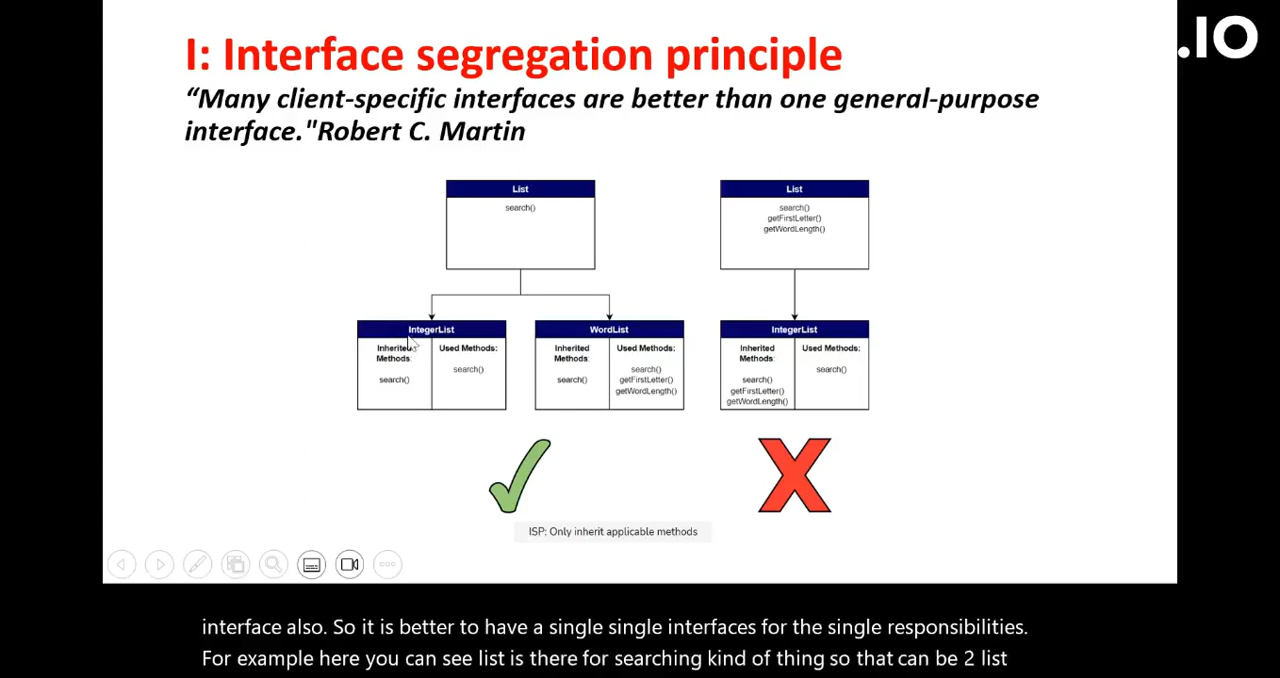 .IO
I: Interface segregation principle
“Many client-specific interfaces are better than one general-purpose
interface."Robert C. Martin
List
search()
List
search()
getFirstLetter()
getWordLength()
IntegerList
Inherited
Methods:
search()
Used Methods:
search()
WordList
Inherited
Methods:
search()
Used Methods:
search()
getFirstLetter()
getWordLength()
IntegerList
Inherited
Methods:
search()
getFirstLetter()
getWordLength()
Used Methods:
search()
ISP: Only inherit applicable methods
interface also. So it is better to have a single single interfaces for the single responsibilities.
For example here you can see list is there for searching kind of thing so that can be 2 list